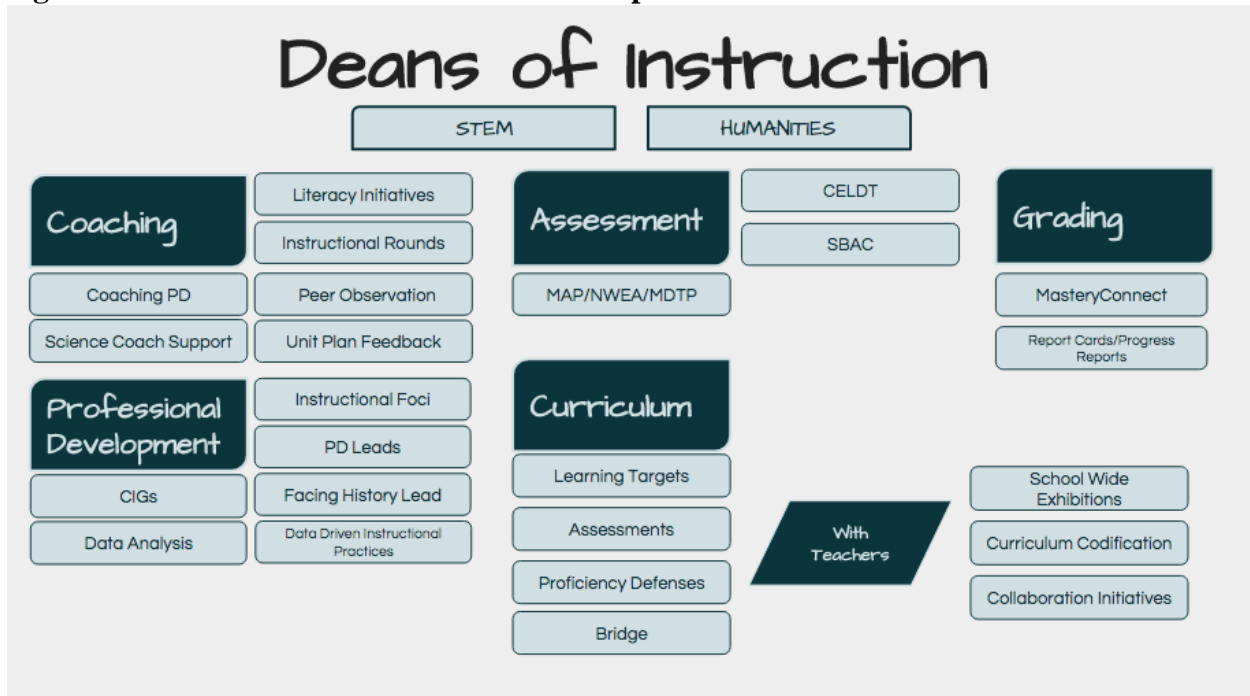 Deans of Instruction
STEM
HUMANITIES
Coaching
Literacy Initiatives
Instructional Rounds
Coaching PD
Peer Observation
Science Coach Support
Unit Plan Feedback
Professional
Development
Instructional Foci
PD Leads
CIGs
Facing History Lead
Data Analysis
Data Driven Instructional
Practices
Assessment
CELDT
SBAC
MAP/NWEA/MDTP
Curriculum
Learning Targets
Assessments
Proficiency Defenses
Bridge
With
Teachers
Grading
MasteryConnect
Report Cards/Progress
Reports
School Wide
Exhibitions
Curriculum Codification
Collaboration Initiatives